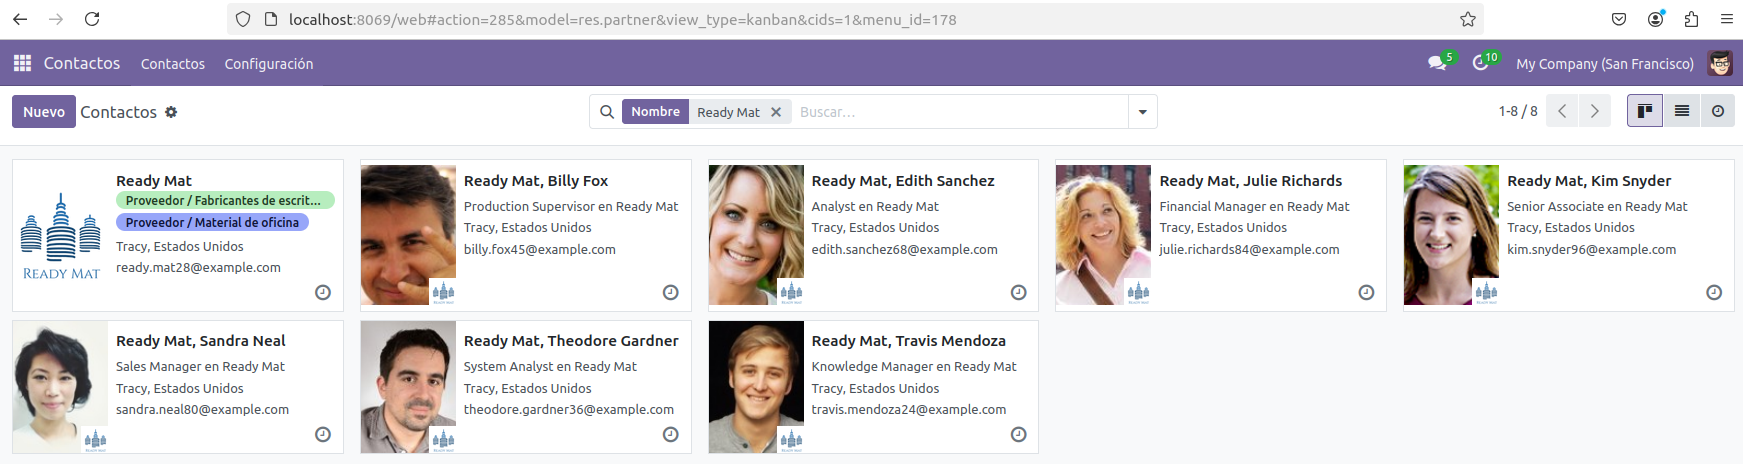 localhost:8069/web#action=285&model=res.partner&view_type=kanban&cids=1&menu_id=178
Contactos Contactos Configuración 5 10 My Company (San Francisco)
Nuevo Contactos Nombre Ready Mat Buscar... 1-8 / 8
Ready Mat
Proveedor / Fabricantes de escrit...
Proveedor / Material de oficina
Tracy, Estados Unidos
ready.mat28@example.com
READY MAT
Ready Mat, Billy Fox
Production Supervisor en Ready Mat
Tracy, Estados Unidos
billy.fox45@example.com
Ready Mat, Edith Sanchez
Analyst en Ready Mat
Tracy, Estados Unidos
edith.sanchez68@example.com
Ready Mat, Julie Richards
Financial Manager en Ready Mat
Tracy, Estados Unidos
julie.richards84@example.com
Ready Mat, Kim Snyder
Senior Associate en Ready Mat
Tracy, Estados Unidos
kim.snyder96@example.com
Ready Mat, Sandra Neal
Sales Manager en Ready Mat
Tracy, Estados Unidos
sandra.neal80@example.com
Ready Mat, Theodore Gardner
System Analyst en Ready Mat
Tracy, Estados Unidos
theodore.gardner36@example.com
Ready Mat, Travis Mendoza
Knowledge Manager en Ready Mat
Tracy, Estados Unidos
travis.mendoza24@example.com